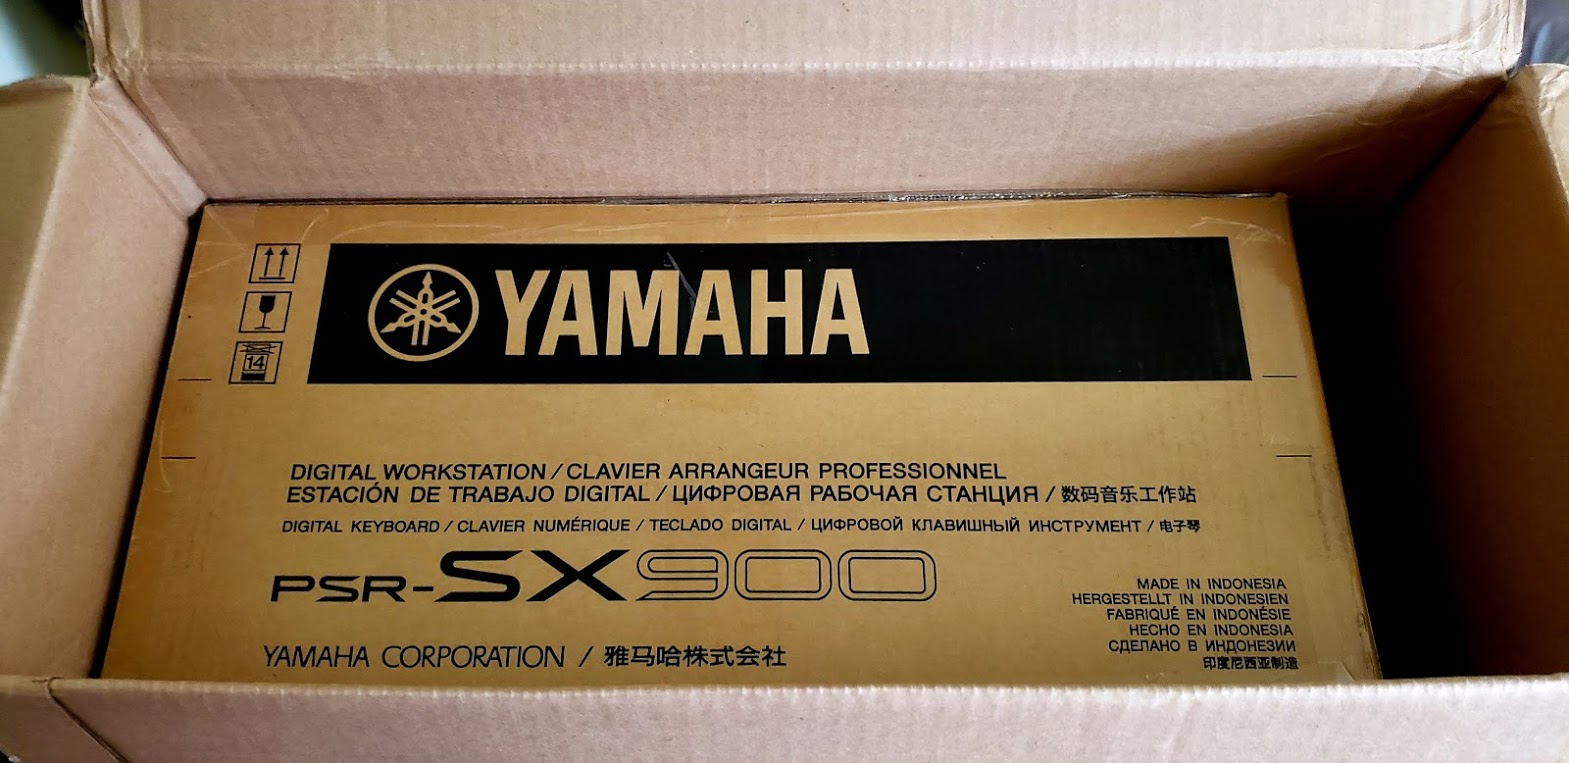 YAMAHA
14
DIGITAL WORKSTATION / CLAVIER ARRANGEUR PROFESSIONNEL
ESTACIÓN DE TRABAJO DIGITAL / ЦИФРОВАЯ РАБОЧАЯ СТАНЦИЯ / 数码音乐工作站
DIGITAL KEYBOARD / CLAVIER NUMÉRIQUE / TECLADO DIGITAL / ЦИФРОВОЙ КЛАВИШНЫЙ ИНСТРУМЕНТ / 电子琴
PSR-SX900
MADE IN INDONESIA
HERGESTELLT IN INDONESIEN
FABRIQUÉ EN INDONÉSIE
HECHO EN INDONESIA
СДЕЛАНО В ИНДОНЕЗИИ
印度尼西亚制造
YAMAHA CORPORATION / 雅马哈株式会社